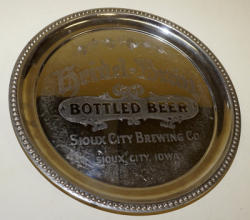 BOTTLED BEER
SIOUX CITY BREWING CO
SIOUX CITY, IOWA